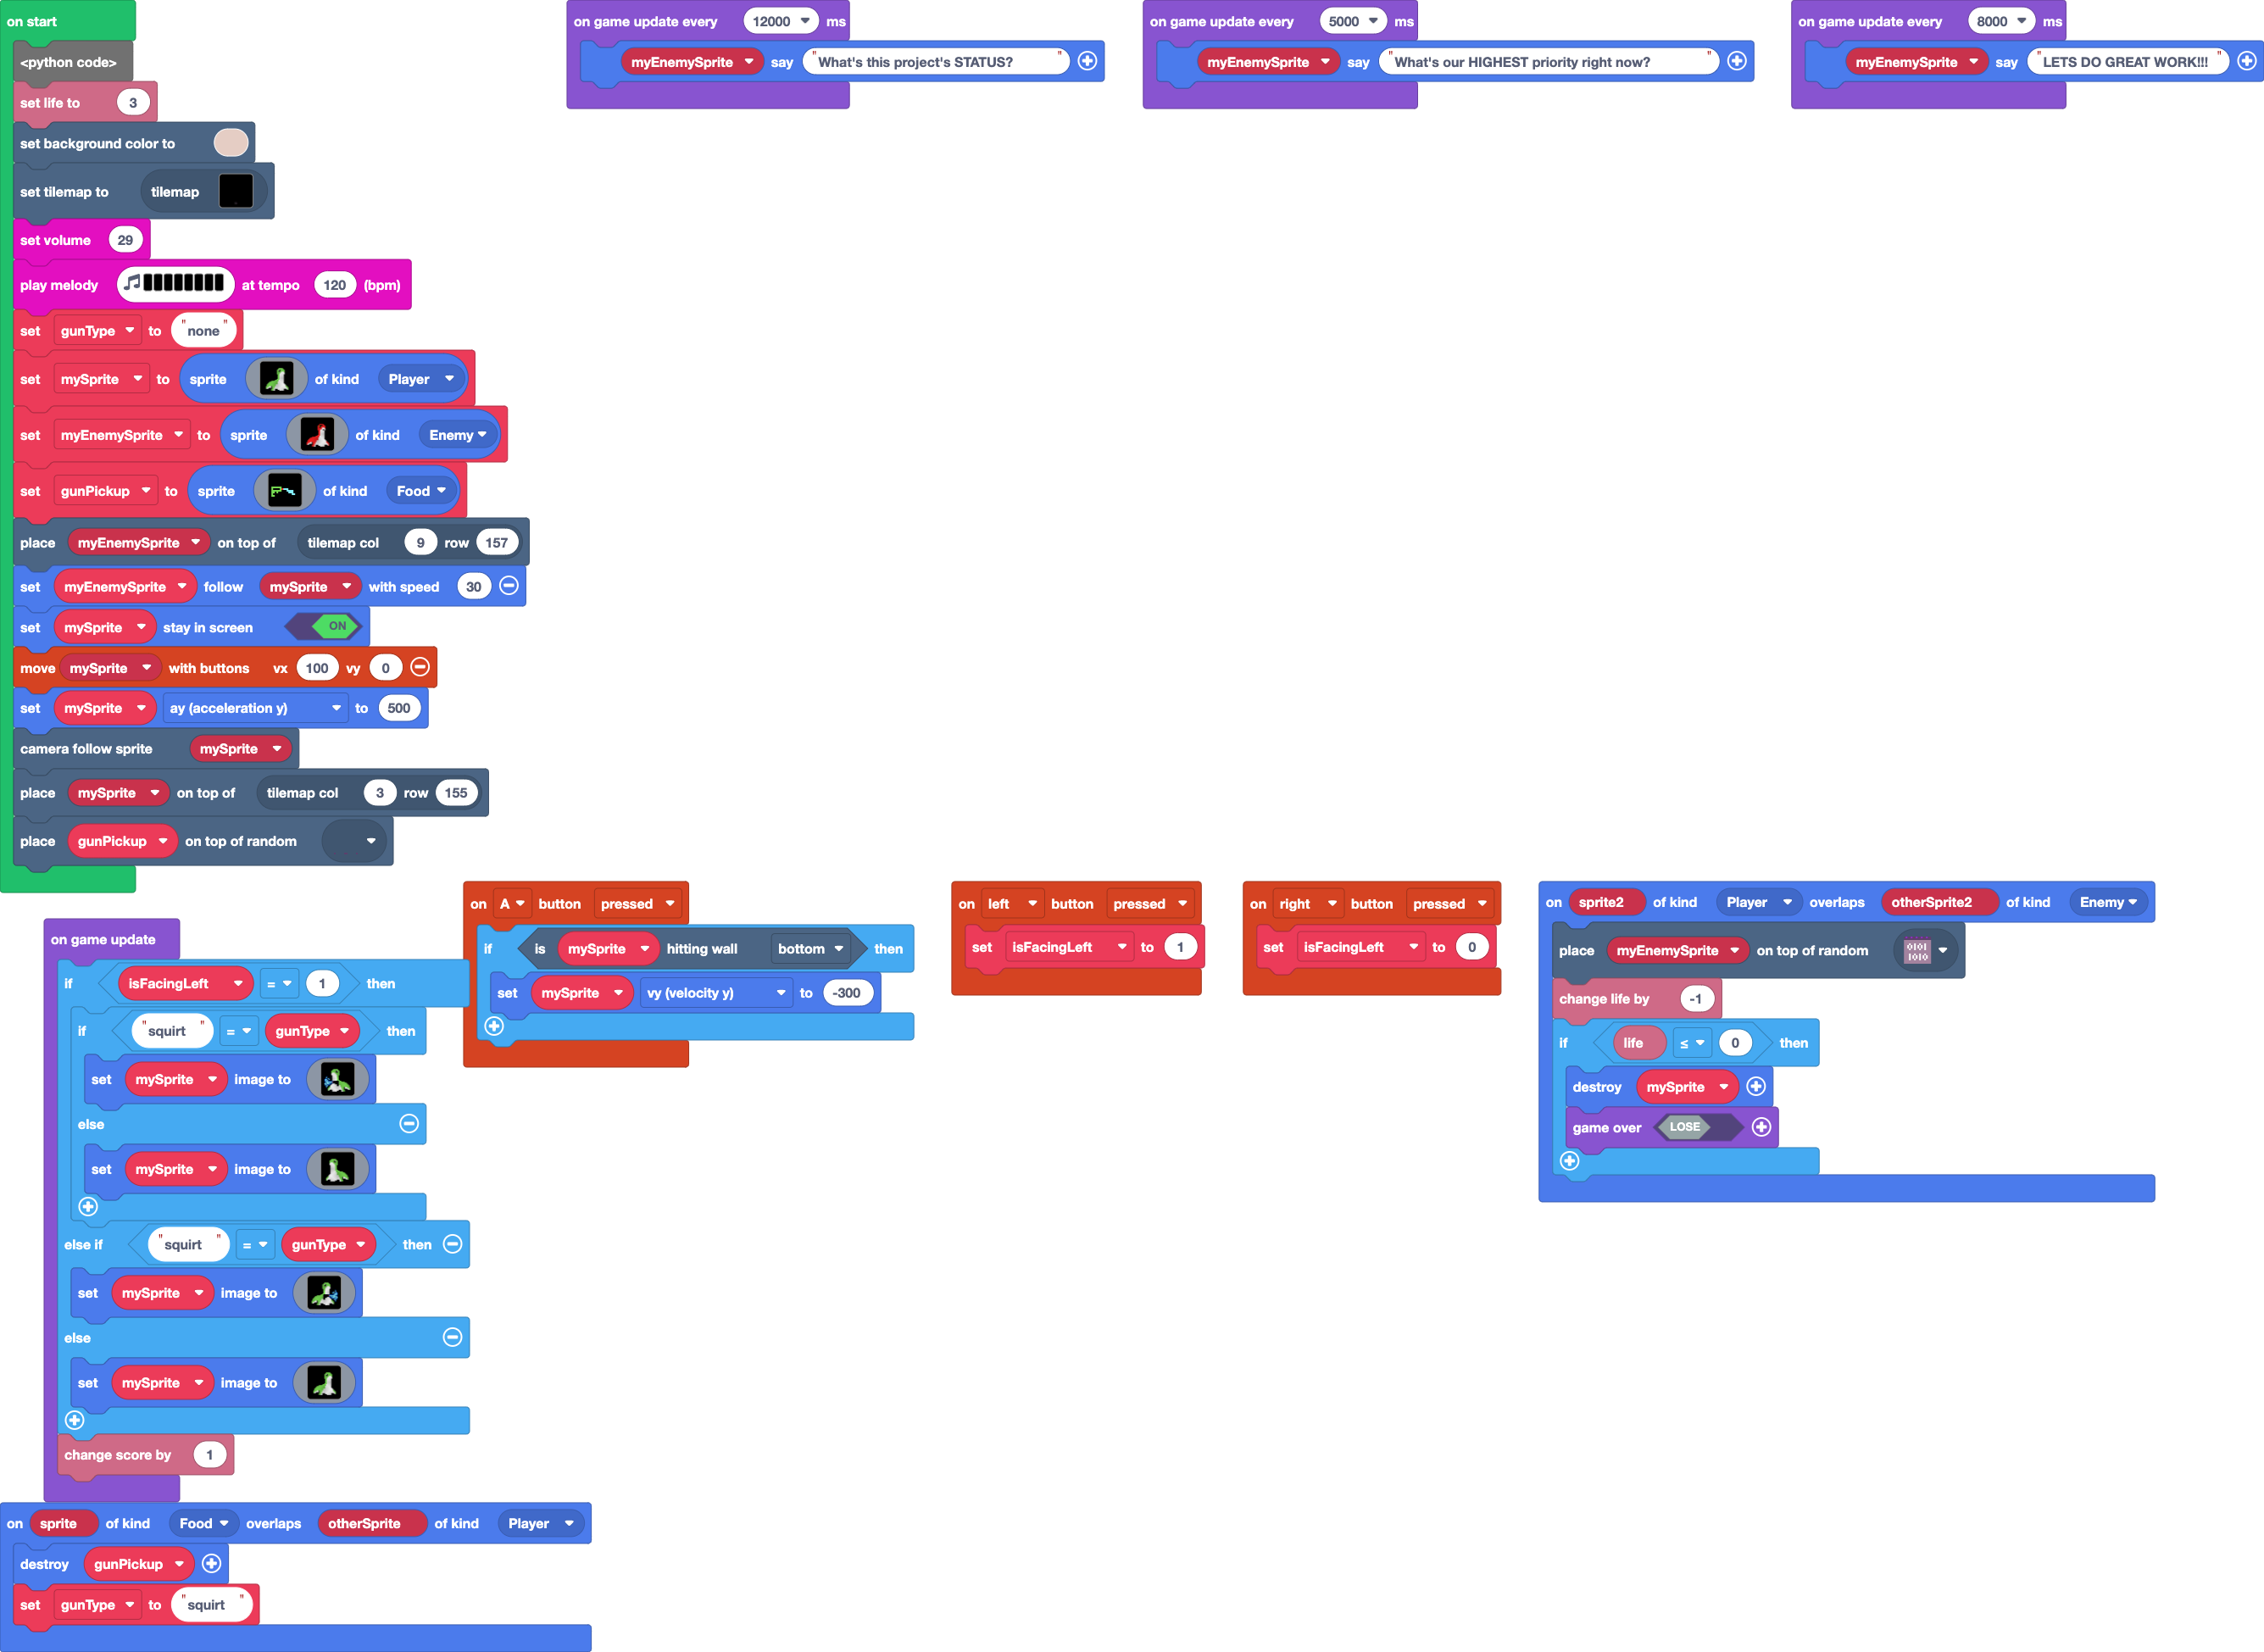 on start
<python code>
set life to 3
set background color to
set tilemap to tilemap
set volume 29
play melody at tempo 120 (bpm)
set gunType to "none"
set mySprite to sprite of kind Player
set myEnemySprite to sprite of kind Enemy
set gunPickup to sprite of kind Food
place myEnemySprite on top of tilemap col 9 row 157
set myEnemySprite follow mySprite with speed 30
set mySprite stay in screen ON
move mySprite with buttons vx 100 vy 0
set mySprite ay (acceleration y) to 500
camera follow sprite mySprite
place mySprite on top of tilemap col 3 row 155
place gunPickup on top of random
on game update every 12000 ms
myEnemySprite say "What's this project's STATUS?"
on game update every 5000 ms
myEnemySprite say "What's our HIGHEST priority right now?"
on game update every 8000 ms
myEnemySprite say "LETS DO GREAT WORK!!!"
on game update
if isFacingLeft = 1 then
if "squirt" = gunType then
set mySprite image to
else
set mySprite image to
else if "squirt" = gunType then
set mySprite image to
else
set mySprite image to
change score by 1
on A button pressed
if is mySprite hitting wall bottom then
set mySprite vy (velocity y) to -300
on left button pressed
set isFacingLeft to 1
on right button pressed
set isFacingLeft to 0
on sprite2 of kind Player overlaps otherSprite2 of kind Enemy
place myEnemySprite on top of random 0101 1010
change life by -1
if life ≤ 0 then
destroy mySprite
game over LOSE
on sprite of kind Food overlaps otherSprite of kind Player
destroy gunPickup
set gunType to "squirt"